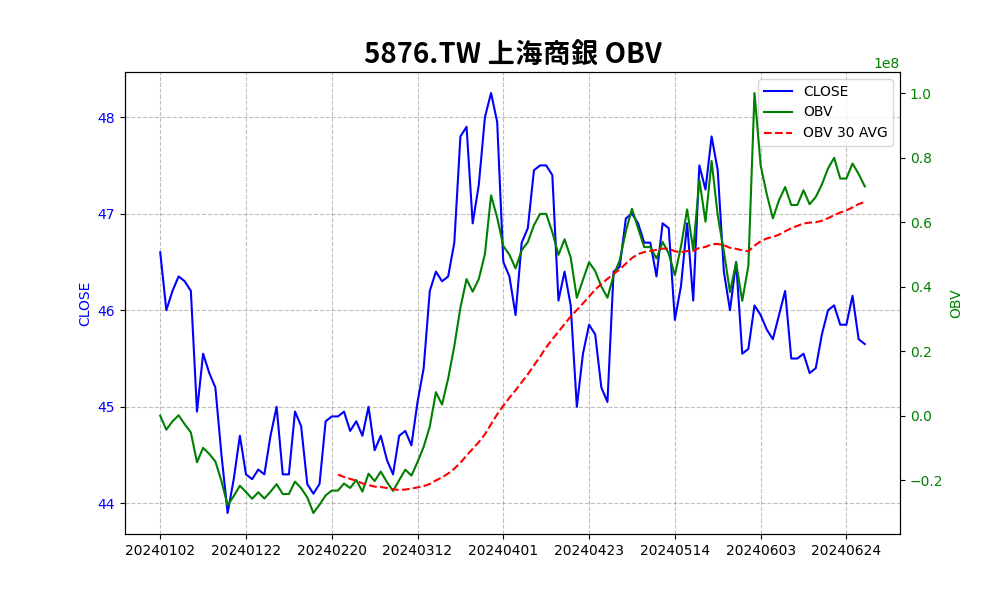 5876.TW 上海商銀 OBV
1e8
CLOSE
OBV
OBV 30 AVG
CLOSE
48
47
46
45
44
1.0
0.8
0.6
0.4
0.2
0.0
−0.2
OBV
20240102 20240122 20240220 20240312 20240401 20240423 20240514 20240603 20240624